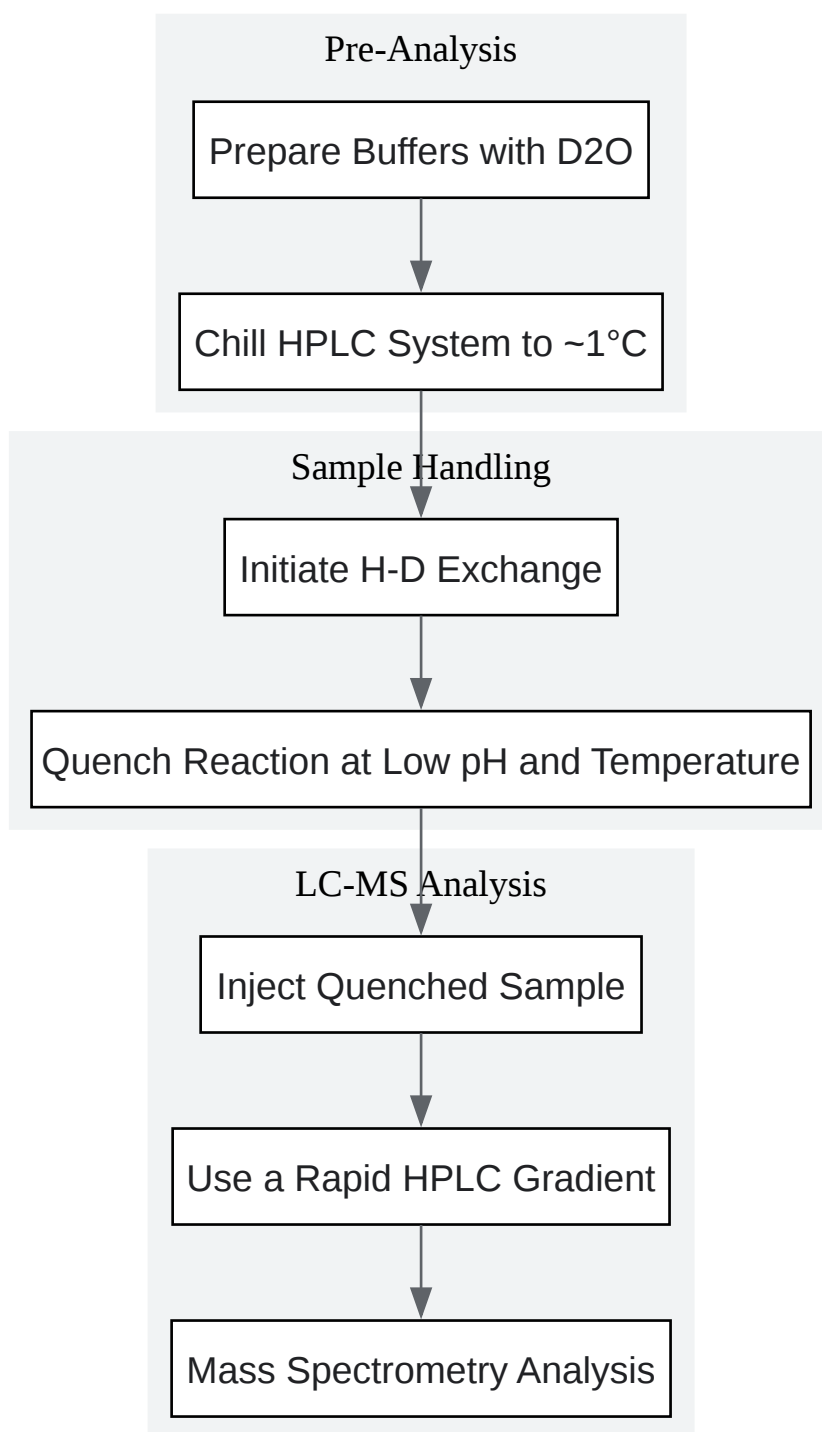 Pre-Analysis
Prepare Buffers with D2O
Chill HPLC System to ~1°C
Sample Handling
Initiate H-D Exchange
Quench Reaction at Low pH and Temperature
LC-MS Analysis
Inject Quenched Sample
Use a Rapid HPLC Gradient
Mass Spectrometry Analysis